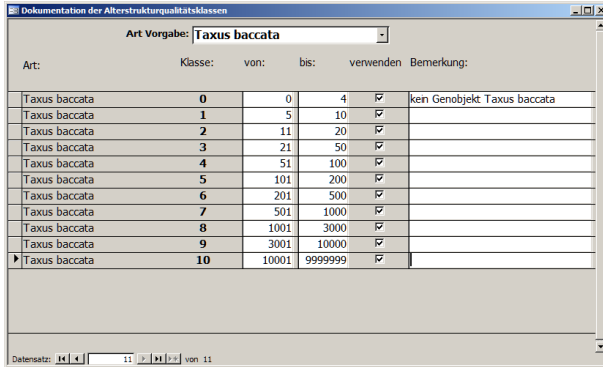 Dokumentation der Alterstrukturqualitätsklassen
Art Vorgabe: Taxus baccata
Art: Klasse: von: bis: verwenden Bemerkung:
Taxus baccata 0 0 4 kein Genobjekt Taxus baccata
Taxus baccata 1 5 10
Taxus baccata 2 11 20
Taxus baccata 3 21 50
Taxus baccata 4 51 100
Taxus baccata 5 101 200
Taxus baccata 6 201 500
Taxus baccata 7 501 1000
Taxus baccata 8 1001 3000
Taxus baccata 9 3001 10000
Taxus baccata 10 10001 9999999
Datensatz: 11 von 11